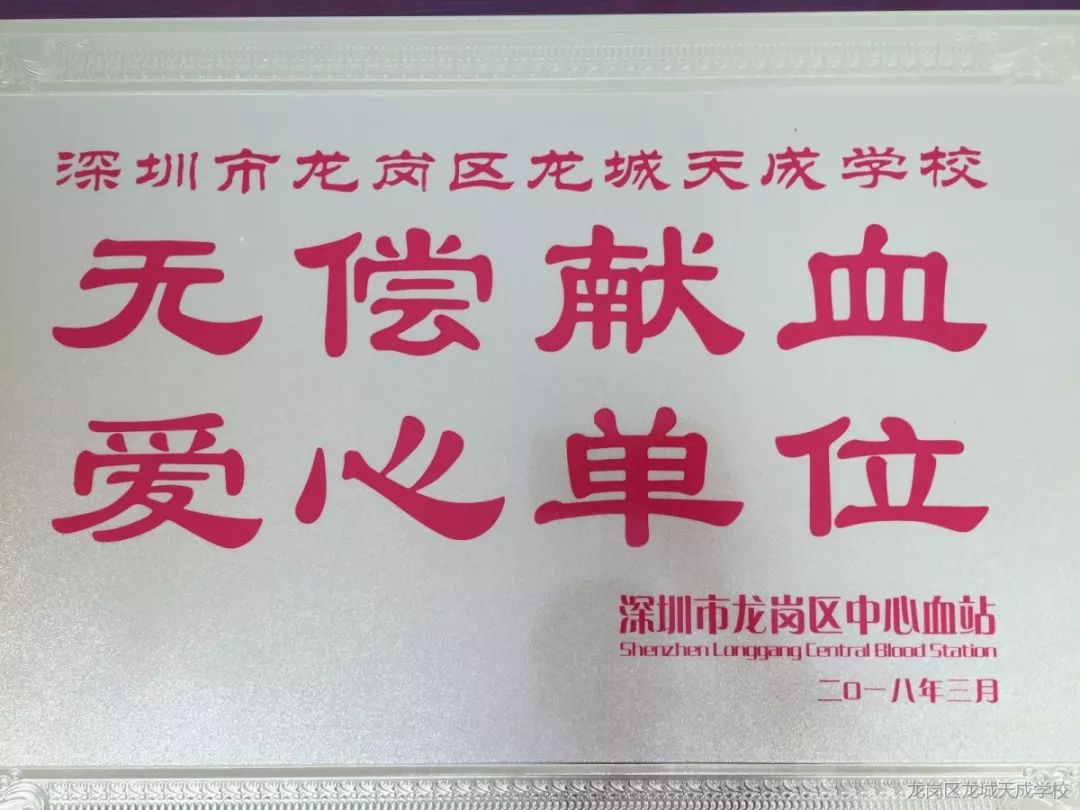 深圳市龙岗区龙城天成学校
无偿献血
爱心单位
深圳市龙岗区中心血站
Shenzhen Longgang Central Blood Station
二〇一八年三月
龙岗区龙城天成学校